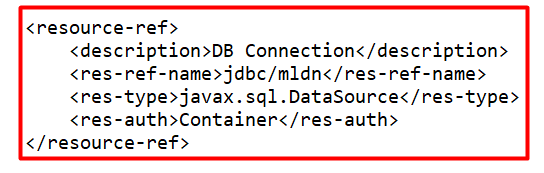 <resource-ref>
    <description>DB Connection</description>
    <res-ref-name>jdbc/mldn</res-ref-name>
    <res-type>javax.sql.DataSource</res-type>
    <res-auth>Container</res-auth>
</resource-ref>